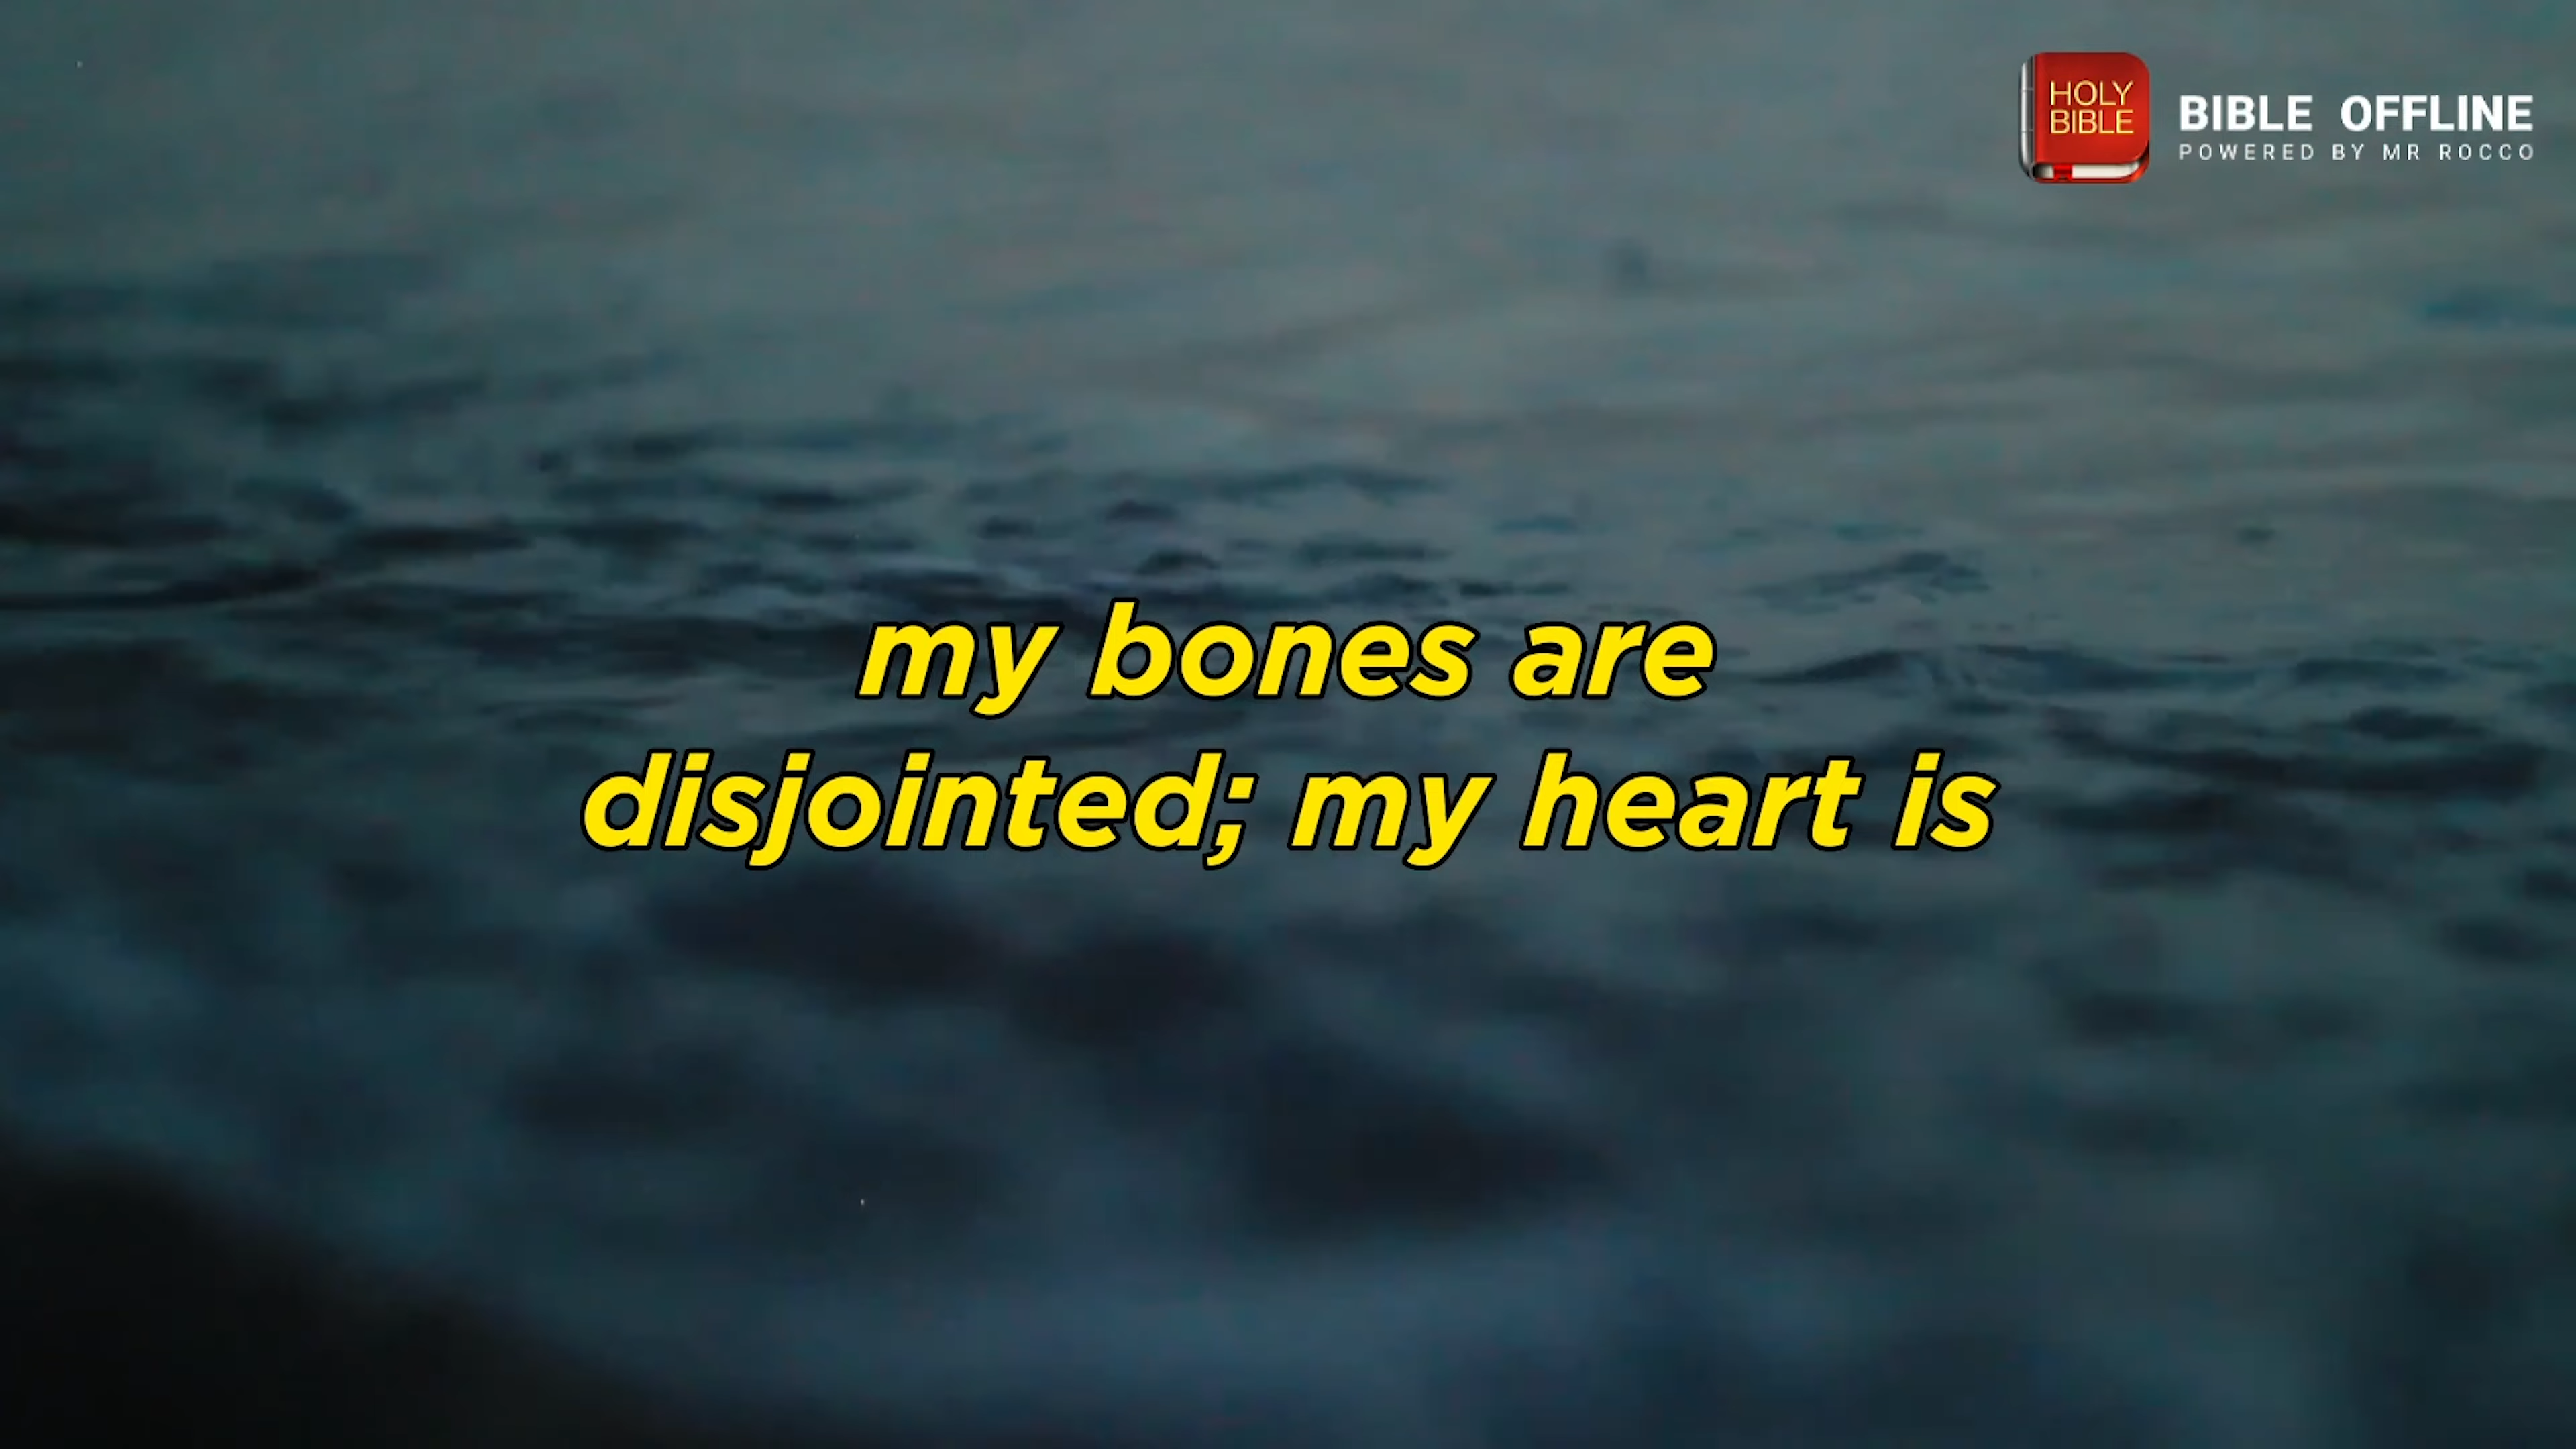 HOLY
BIBLE
BIBLE OFFLINE
POWERED BY MR ROCCO
my bones are
disjointed; my heart is